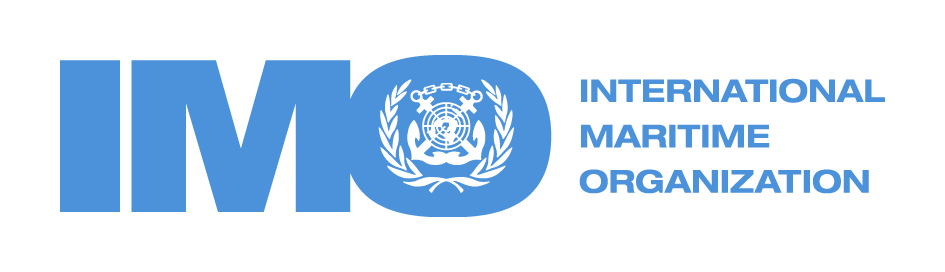 IMO
INTERNATIONAL
MARITIME
ORGANIZATION